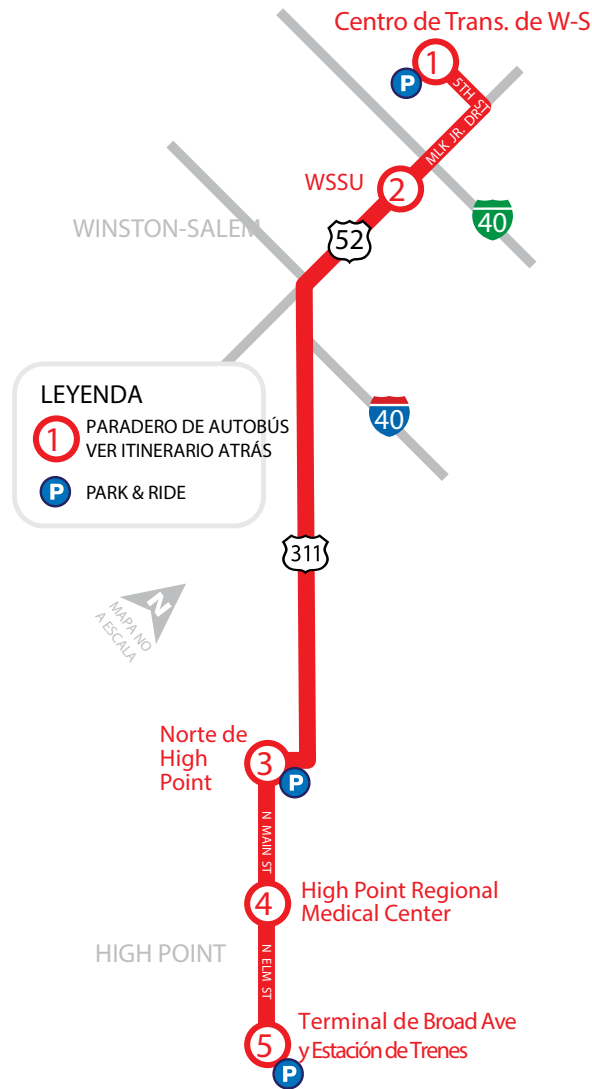 Centro de Trans. de W-S
1
P
5TH ST
MLK JR. DR
WSSU
2
40
WINSTON-SALEM
52
LEYENDA
1
PARADERO DE AUTOBÚS
VER ITINERARIO ATRÁS
P
PARK & RIDE
40
311
N
MAPA NO
A ESCALA
Norte de
High
Point
3
P
N MAIN ST
4
High Point Regional
Medical Center
HIGH POINT
N ELM ST
5
Terminal de Broad Ave
y Estación de Trenes
P